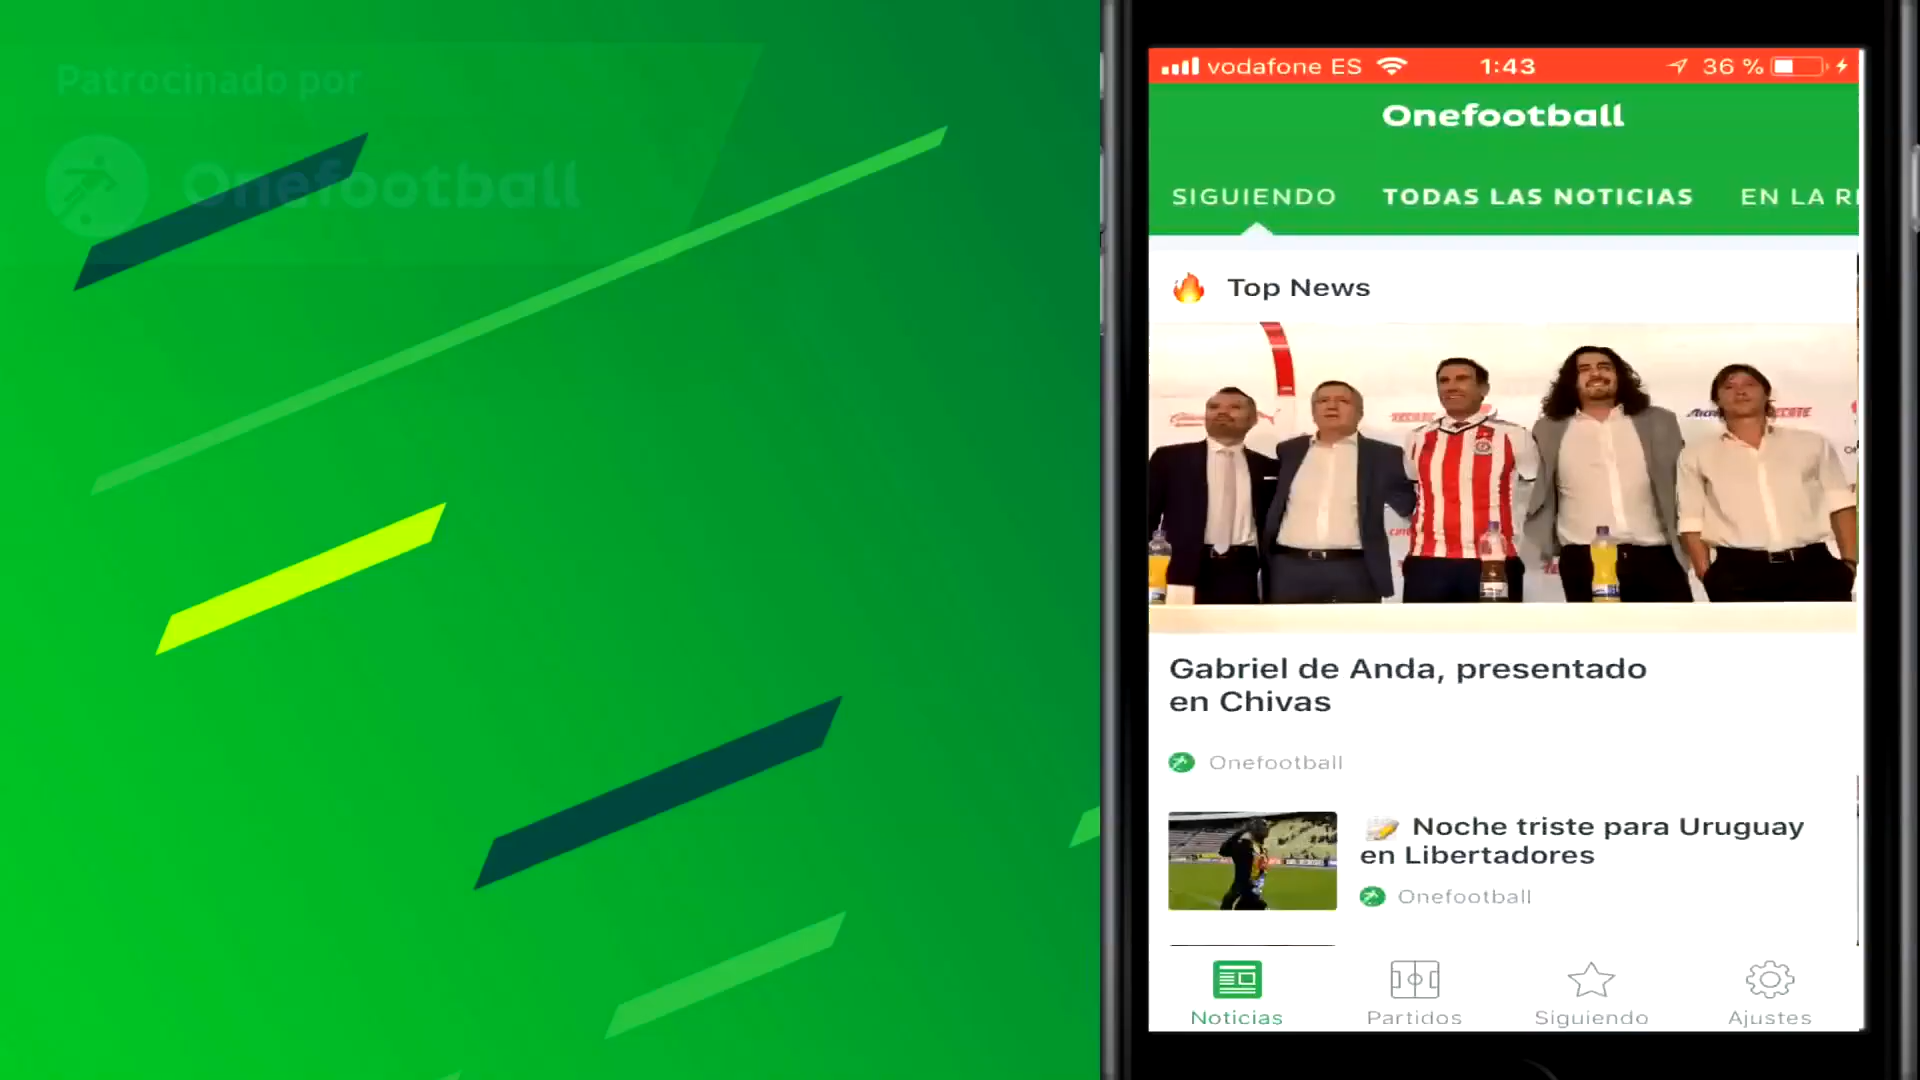 Patrocinado por
Onefootball
vodafone ES
1:43
36 %
Onefootball
SIGUIENDO
TODAS LAS NOTICIAS
EN LA
Top News
TECATE
Gabriel de Anda, presentado
en Chivas
Onefootball
Noche triste para Uruguay
en Libertadores
Onefootball
Noticias
Partidos
Siguiendo
Ajustes